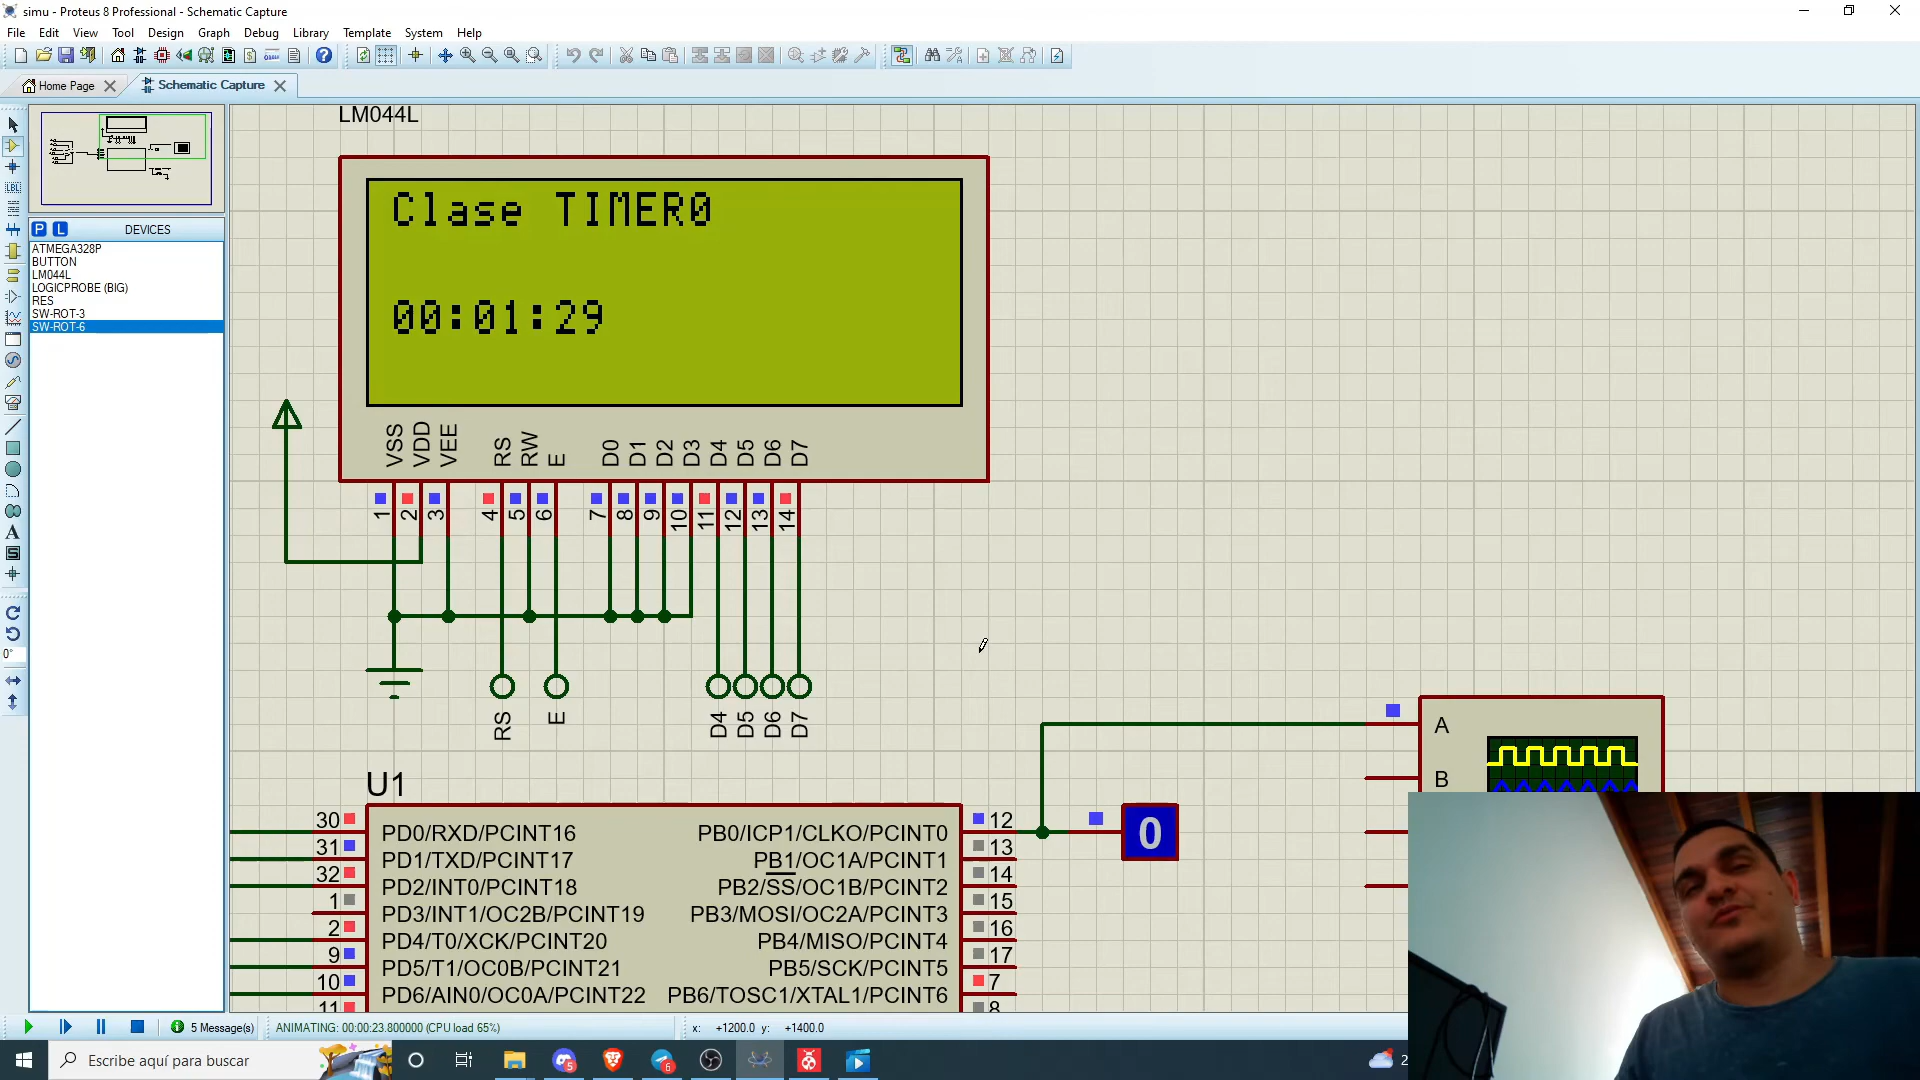 simu - Proteus 8 Professional - Schematic Capture
File Edit View Tool Design Graph Debug Library Template System Help
Home Page
Schematic Capture
P L DEVICES
ATMEGA328P
BUTTON
LM044L
LOGICPROBE (BIG)
RES
SW-ROT-3
SW-ROT-6
LBL
A
S
0°
LM044L
Clase TIMER0
00:01:29
VSS VDD VEE RS RW E D0 D1 D2 D3 D4 D5 D6 D7
1 2 3 4 5 6 7 8 9 10 11 12 13 14
RS E D4 D5 D6 D7
U1
30 PD0/RXD/PCINT16 PB0/ICP1/CLKO/PCINT0 12
31 PD1/TXD/PCINT17 PB1/OC1A/PCINT1 13
32 PD2/INT0/PCINT18 PB2/SS/OC1B/PCINT2 14
1 PD3/INT1/OC2B/PCINT19 PB3/MOSI/OC2A/PCINT3 15
2 PD4/T0/XCK/PCINT20 PB4/MISO/PCINT4 16
9 PD5/T1/OC0B/PCINT21 PB5/SCK/PCINT5 17
10 PD6/AIN0/OC0A/PCINT22 PB6/TOSC1/XTAL1/PCINT6 7
11 8
0
A
B
5 Message(s)
ANIMATING: 00:00:23.800000 (CPU load 65%)
x: +1200.0 y: +1400.0
Escribe aquí para buscar
5
6
2